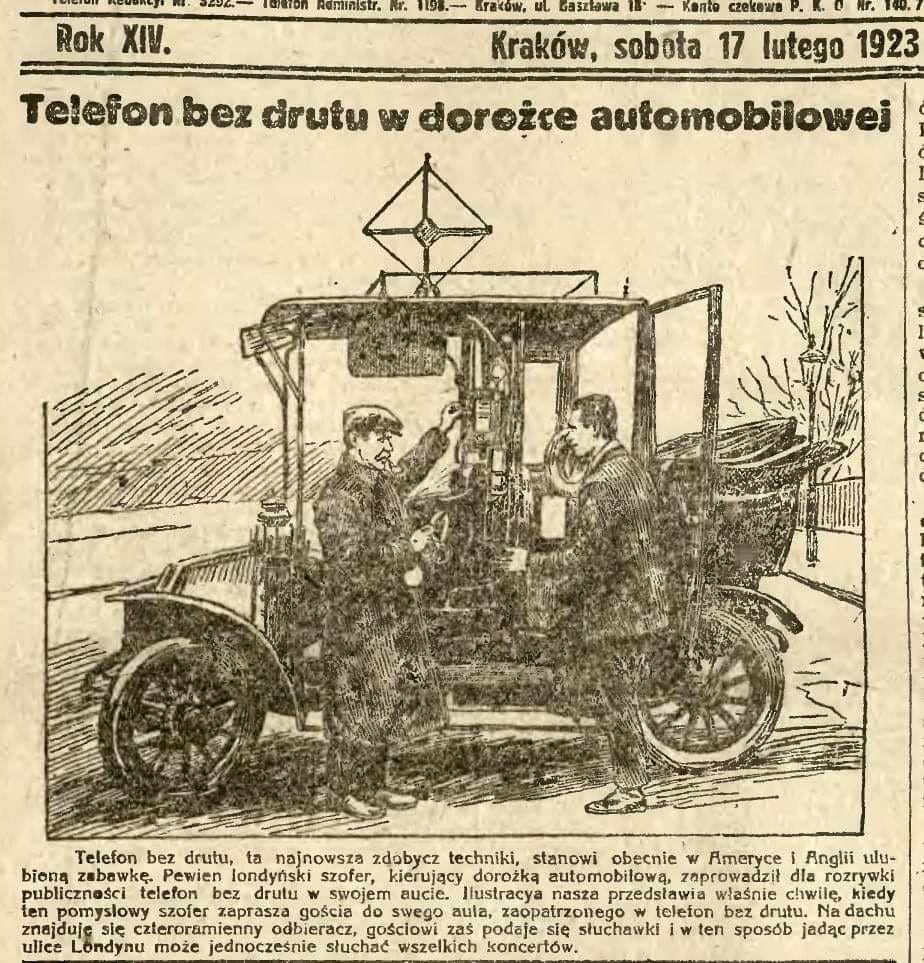 Telefon Redakcyi Nr. 3292.— Telefon Administr. Nr. 1198.— Kraków, ul. Basztowa 18 — Konto czekowe P. K. O Nr. 140.7
Rok XIV.
Kraków, sobota 17 lutego 1923
Telefon bez drutu w dorożce automobilowej
Telefon bez drutu, ta najnowsza zdobycz techniki, stanowi obecnie w Ameryce i Anglii ulu-
bioną zabawkę. Pewien londyński szofer, kierujący dorożką automobilową, zaprowadził dla rozrywki
publiczności telefon bez drutu w swojem aucie. Ilustracya nasza przedstawia właśnie chwilę, kiedy
ten pomysłowy szofer zaprasza gościa do swego auta, zaopatrzonego w telefon bez drutu. Na dachu
znajduje się czteroramienny odbieracz, gościowi zaś podaje się słuchawki i w ten sposób jadąc przez
ulice Londynu może jednocześnie słuchać wszelkich koncertów.